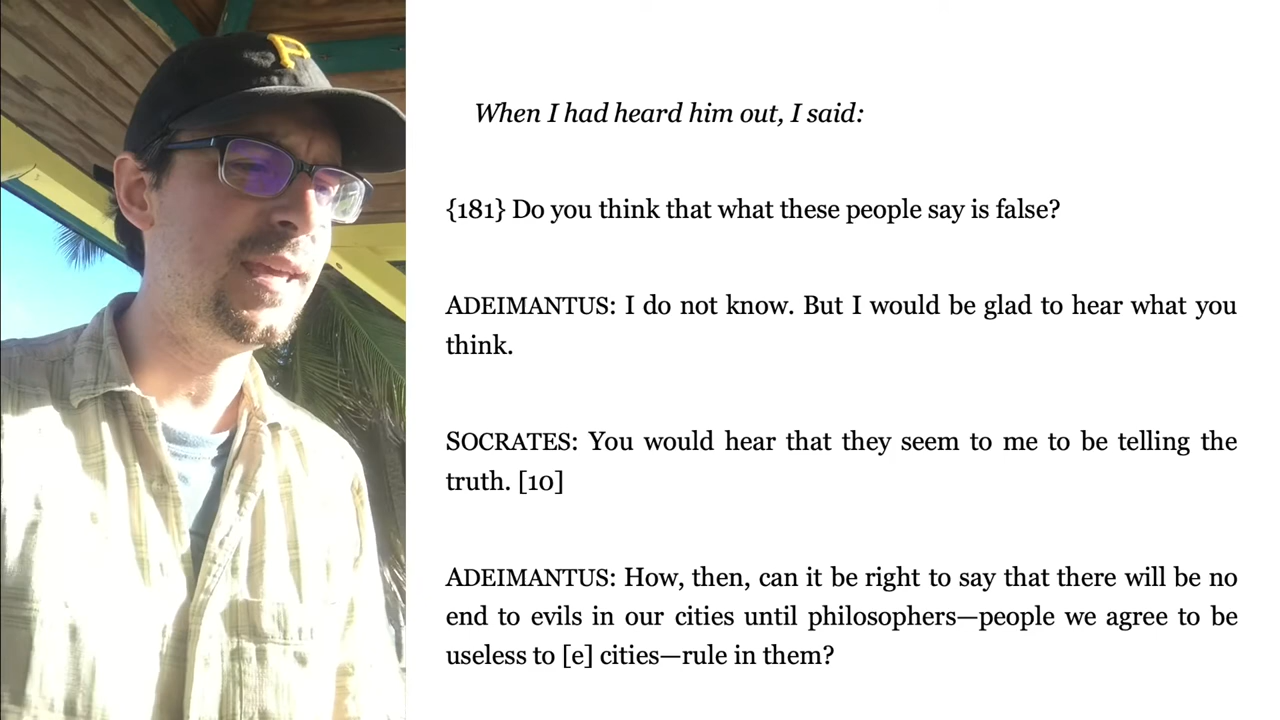 P
When I had heard him out, I said:
{181} Do you think that what these people say is false?
ADEIMANTUS: I do not know. But I would be glad to hear what you
think.
SOCRATES: You would hear that they seem to me to be telling the
truth. [10]
ADEIMANTUS: How, then, can it be right to say that there will be no
end to evils in our cities until philosophers—people we agree to be
useless to [e] cities—rule in them?